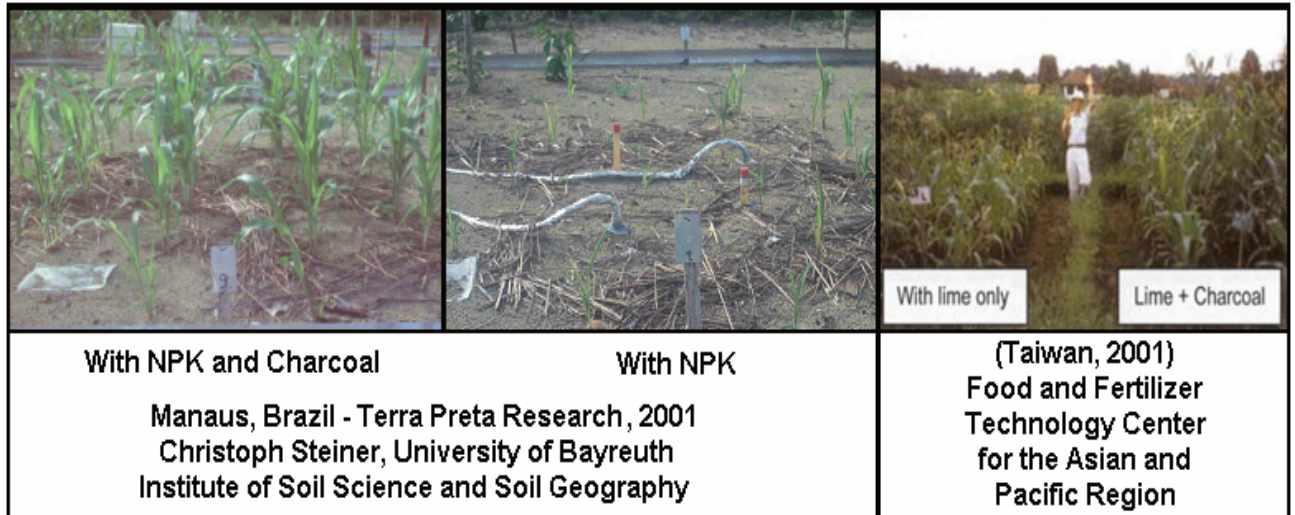 With lime only
Lime + Charcoal
With NPK and Charcoal
With NPK
Manaus, Brazil - Terra Preta Research, 2001
Christoph Steiner, University of Bayreuth
Institute of Soil Science and Soil Geography
(Taiwan, 2001)
Food and Fertilizer
Technology Center
for the Asian and
Pacific Region